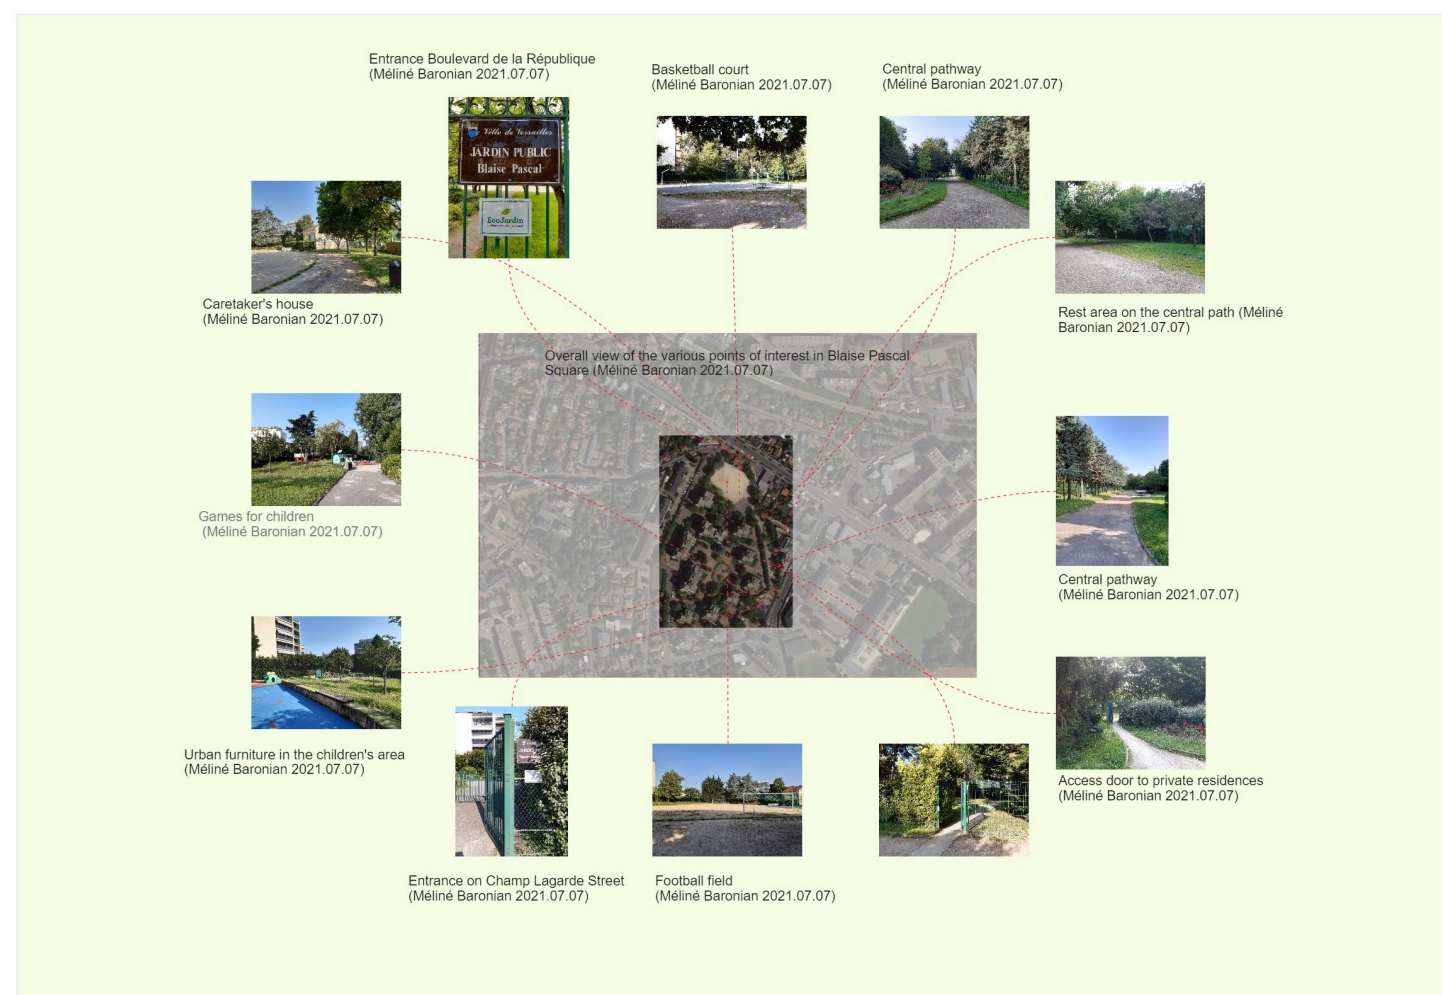 Entrance Boulevard de la République
(Méliné Baronian 2021.07.07)
Basketball court
(Méliné Baronian 2021.07.07)
Central pathway
(Méliné Baronian 2021.07.07)
Ville de Versailles
JARDIN PUBLIC
Blaise Pascal
EcoJardin
Caretaker's house
(Méliné Baronian 2021.07.07)
Rest area on the central path (Méliné
Baronian 2021.07.07)
Overall view of the various points of interest in Blaise Pascal
Square (Méliné Baronian 2021.07.07)
Games for children
(Méliné Baronian 2021.07.07)
Central pathway
(Méliné Baronian 2021.07.07)
Urban furniture in the children's area
(Méliné Baronian 2021.07.07)
Access door to private residences
(Méliné Baronian 2021.07.07)
Entrance on Champ Lagarde Street
(Méliné Baronian 2021.07.07)
Football field
(Méliné Baronian 2021.07.07)